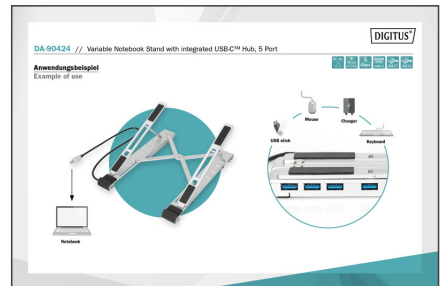 DIGITUS®
DA-90424 // Variable Notebook Stand with integrated USB-C™ Hub, 5 Port
Anwendungsbeispiel
Example of use
Mouse
Charger
USB stick
Keyboard
Notebook